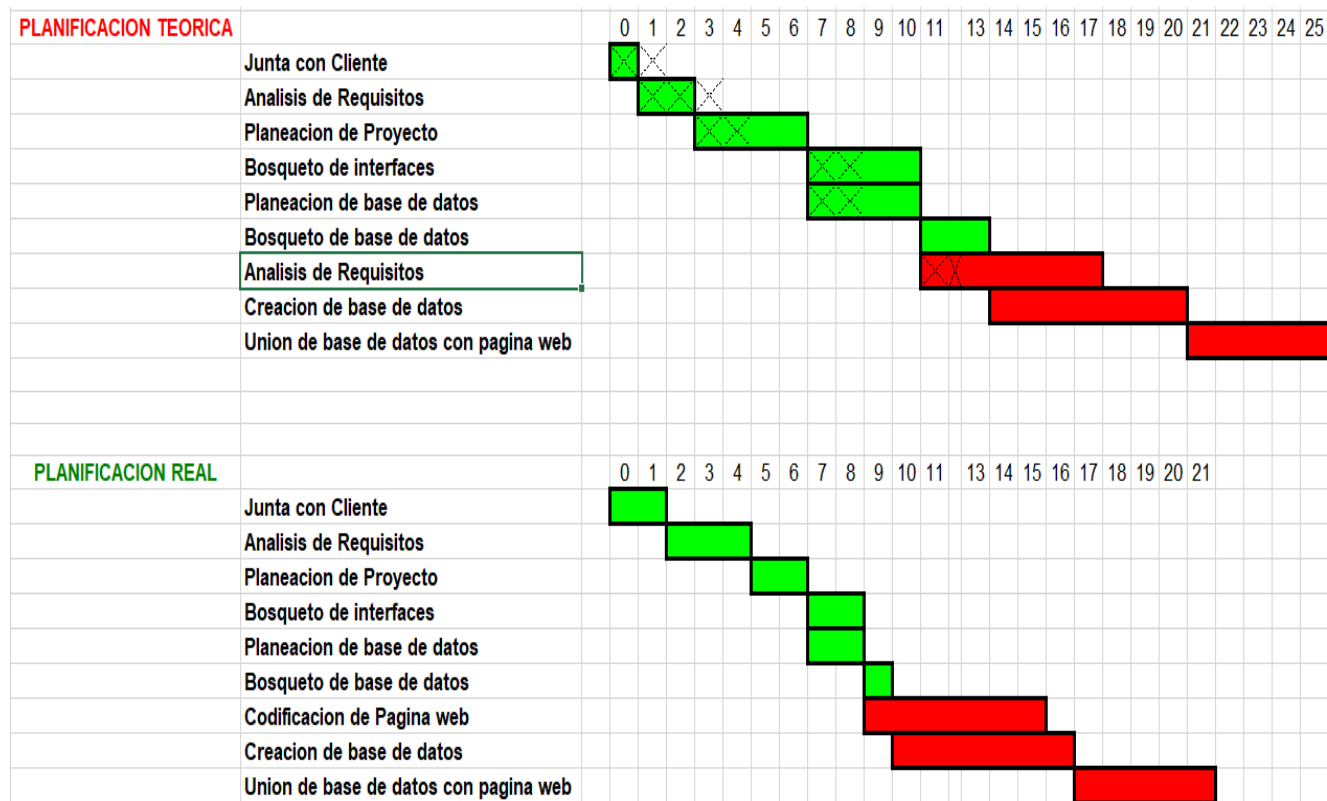 PLANIFICACION TEORICA 0 1 2 3 4 5 6 7 8 9 10 11 13 14 15 16 17 18 19 20 21 22 23 24 25
Junta con Cliente
Analisis de Requisitos
Planeacion de Proyecto
Bosqueto de interfaces
Planeacion de base de datos
Bosqueto de base de datos
Analisis de Requisitos
Creacion de base de datos
Union de base de datos con pagina web
PLANIFICACION REAL 0 1 2 3 4 5 6 7 8 9 10 11 13 14 15 16 17 18 19 20 21
Junta con Cliente
Analisis de Requisitos
Planeacion de Proyecto
Bosqueto de interfaces
Planeacion de base de datos
Bosqueto de base de datos
Codificacion de Pagina web
Creacion de base de datos
Union de base de datos con pagina web